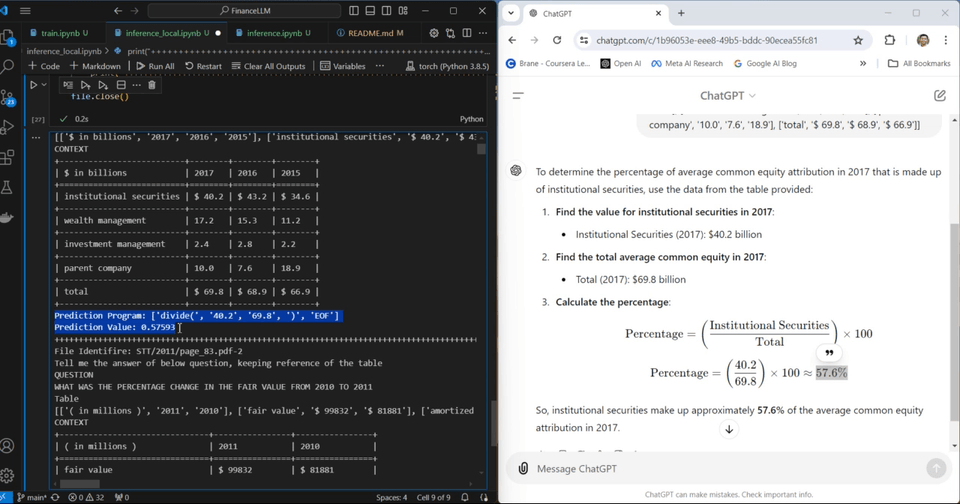 FinanceLLM
train.ipynb U
inference_local.ipynb U
inference.ipynb U
README.md M
inference_local.ipynb > print("++++++++++++++++++++++++++++++++++++++++++
+ Code + Markdown Run All Restart Clear All Outputs Variables ... torch (Python 3.8.5)
file.close()
[27] 0.2s Python
[['$ in billions', '2017', '2016', '2015'], ['institutional securities', '$ 40.2', '$ 4
CONTEXT
| $ in billions | 2017 | 2016 | 2015 |
| institutional securities | $ 40.2 | $ 43.2 | $ 34.6 |
| wealth management | 17.2 | 15.3 | 11.2 |
| investment management | 2.4 | 2.8 | 2.2 |
| parent company | 10.0 | 7.6 | 18.9 |
| total | $ 69.8 | $ 68.9 | $ 66.9 |
Prediction Program: ['divide(', '40.2', '69.8', ')', 'EOF']
Prediction Value: 0.57593
File Identifier: STT/2011/page_83.pdf-2
Tell me the answer of below question, keeping reference of the table
QUESTION
WHAT WAS THE PERCENTAGE CHANGE IN THE FAIR VALUE FROM 2010 TO 2011
Table
[['( in millions )', '2011', '2010'], ['fair value', '$ 99832', '$ 81881'], ['amortized
CONTEXT
| ( in millions ) | 2011 | 2010 |
| fair value | $ 99832 | $ 81881 |
main* 0 32 0 Spaces: 4 Cell 9 of 9
ChatGPT
chatgpt.com/c/1b96053e-eee8-49b5-bddc-90ecea55fc81
Brane - Coursera Le... Open AI Meta AI Research Google AI Blog » All Bookmarks
ChatGPT
company', '10.0', '7.6', '18.9'], ['total', '$ 69.8', '$ 68.9', '$ 66.9']]
To determine the percentage of average common equity attribution in 2017 that is made up
of institutional securities, use the data from the table provided:
1. Find the value for institutional securities in 2017:
• Institutional Securities (2017): $40.2 billion
2. Find the total average common equity in 2017:
• Total (2017): $69.8 billion
3. Calculate the percentage:
Percentage = (Institutional Securities / Total) × 100
Percentage = (40.2 / 69.8) × 100 ≈ 57.6%
So, institutional securities make up approximately 57.6% of the average common equity
attribution in 2017.
Message ChatGPT
ChatGPT can make mistakes. Check important info.